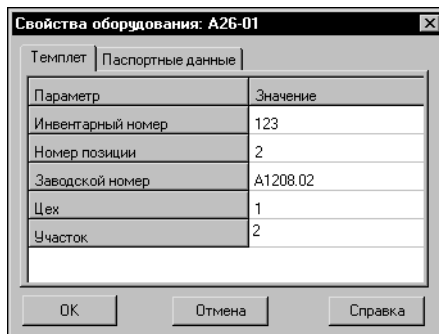 Свойства оборудования: А26-01
Темплет Паспортные данные
Параметр Значение
Инвентарный номер 123
Номер позиции 2
Заводской номер А1208.02
Цех 1
Участок 2
ОК Отмена Справка